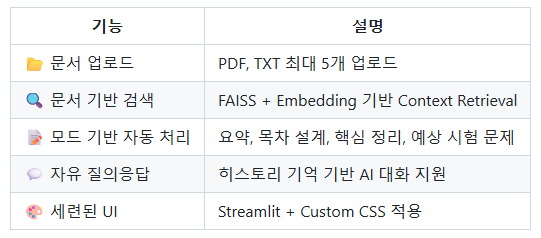 기능 설명
📂 문서 업로드 PDF, TXT 최대 5개 업로드
🔍 문서 기반 검색 FAISS + Embedding 기반 Context Retrieval
📝 모드 기반 자동 처리 요약, 목차 설계, 핵심 정리, 예상 시험 문제
💬 자유 질의응답 히스토리 기억 기반 AI 대화 지원
🎨 세련된 UI Streamlit + Custom CSS 적용